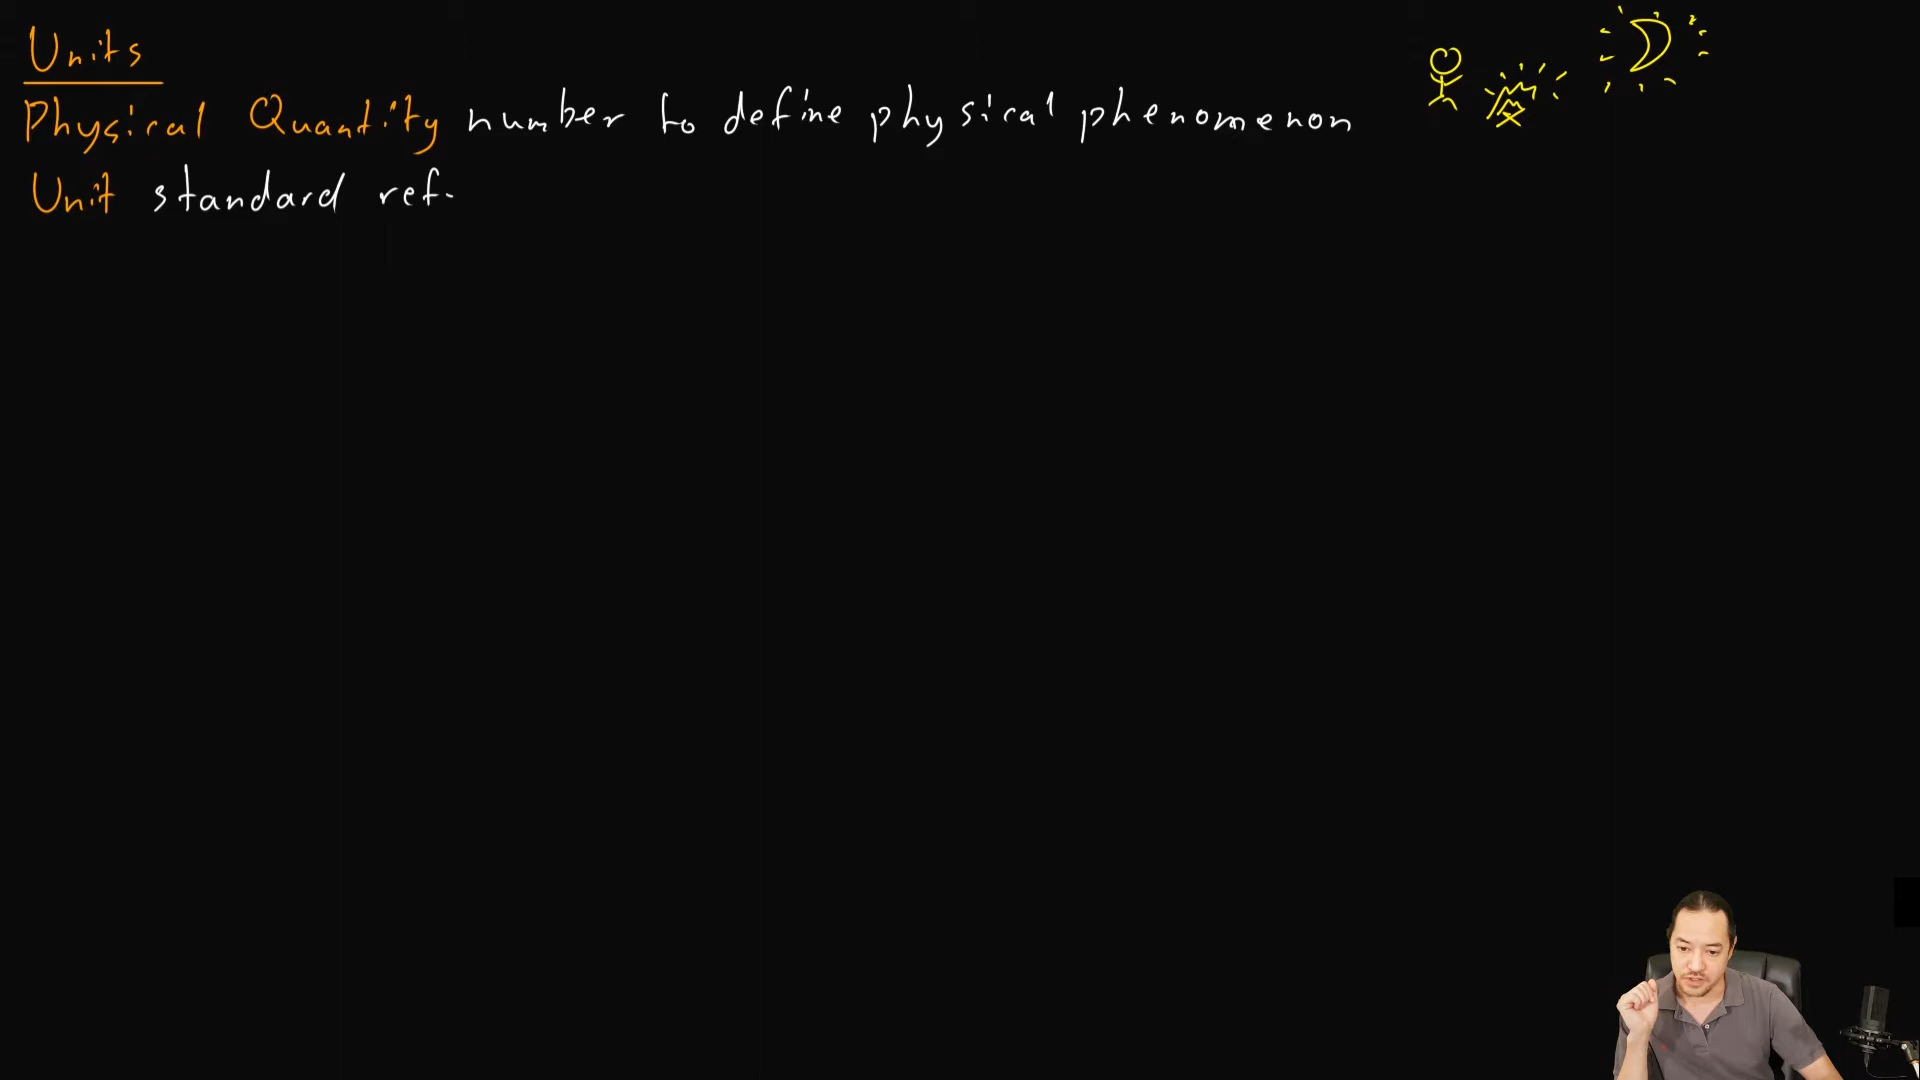 Units
Physical Quantity number to define physical phenomenon
Unit standard ref.